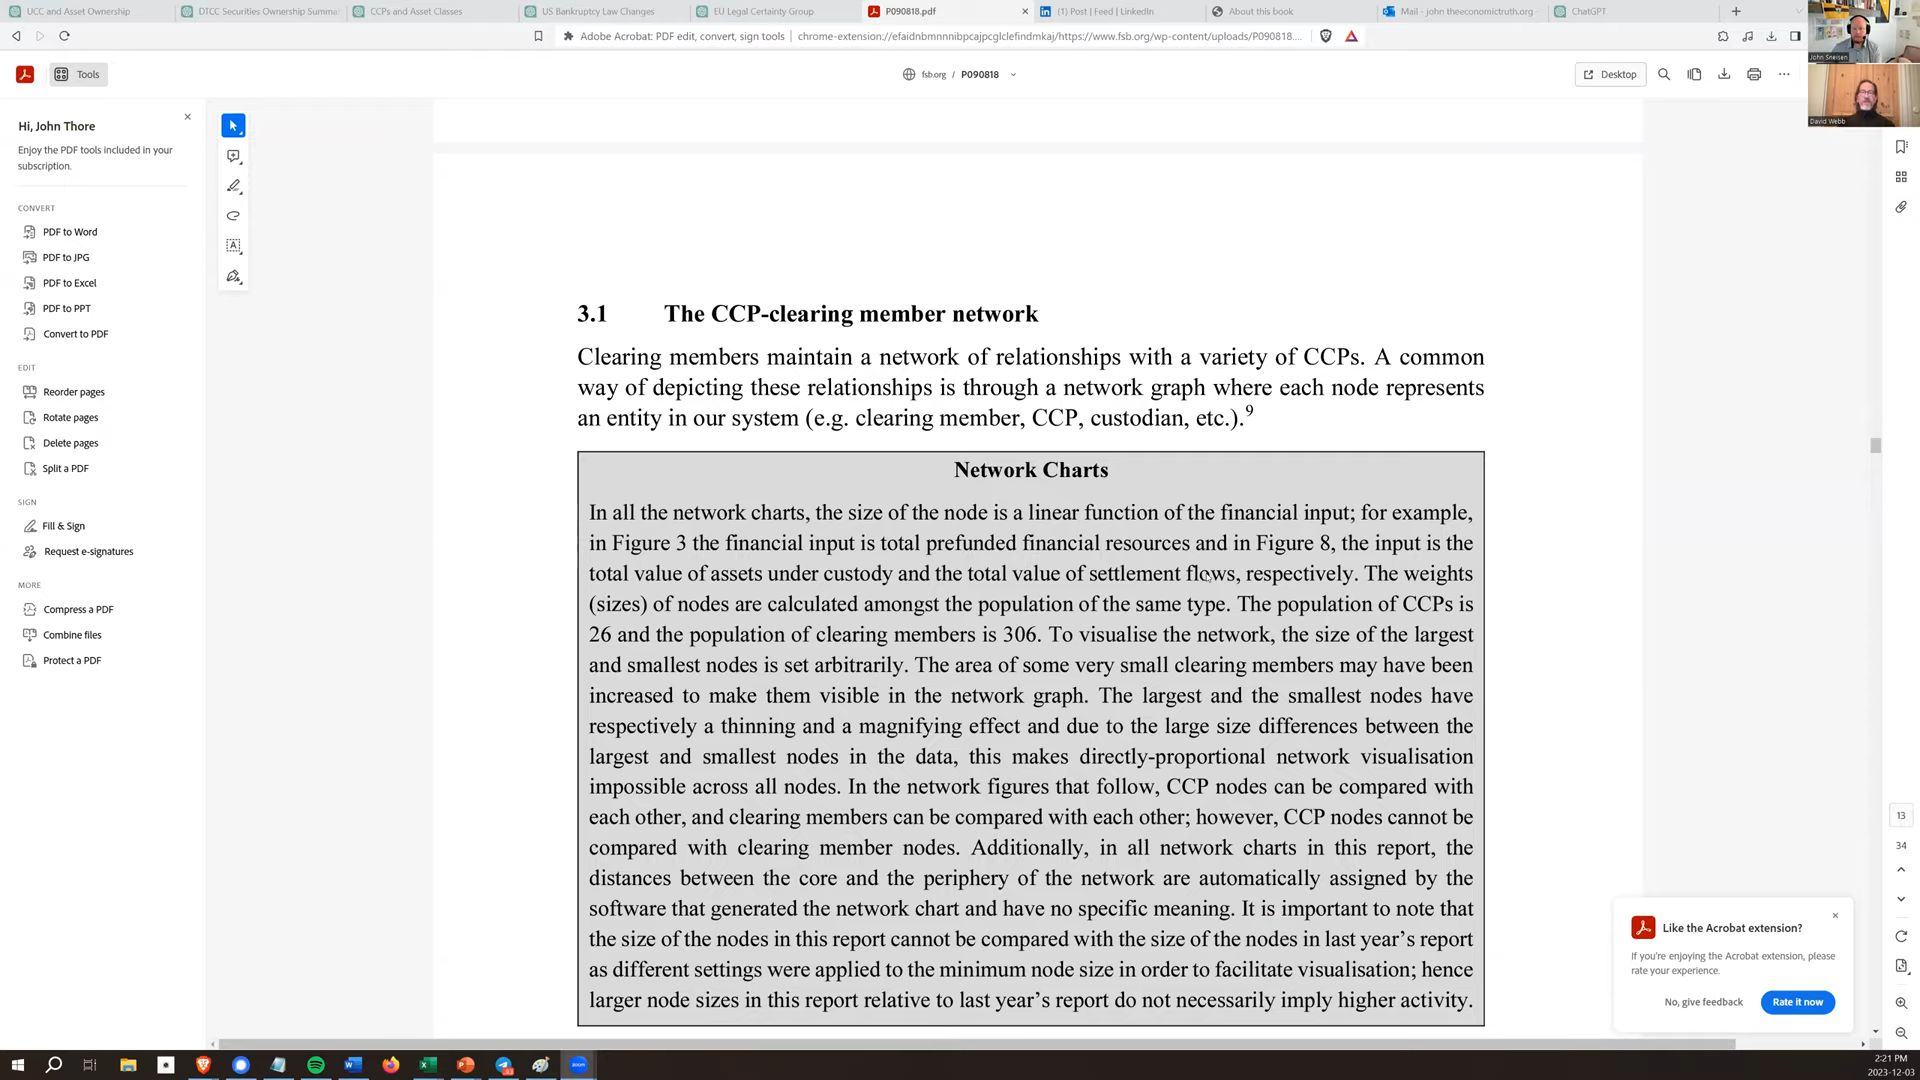 UCC and Asset Ownership
DTCC Securities Ownership Summa
CCPs and Asset Classes
US Bankruptcy Law Changes
EU Legal Certainty Group
P090818.pdf
(1) Post | Feed | LinkedIn
About this book
Mail - john theeconomictruth.org -
ChatGPT
Adobe Acrobat: PDF edit, convert, sign tools
chrome-extension://efaidnbmnnnibpcajpcglclefindmkaj/https://www.fsb.org/wp-content/uploads/P090818....
John Sneisen
David Webb
Tools
fsb.org / P090818
Desktop
Hi, John Thore
Enjoy the PDF tools included in your
subscription.
CONVERT
PDF to Word
PDF to JPG
PDF to Excel
PDF to PPT
Convert to PDF
EDIT
Reorder pages
Rotate pages
Delete pages
Split a PDF
SIGN
Fill & Sign
Request e-signatures
MORE
Compress a PDF
Combine files
Protect a PDF
3.1 The CCP-clearing member network
Clearing members maintain a network of relationships with a variety of CCPs. A common
way of depicting these relationships is through a network graph where each node represents
an entity in our system (e.g. clearing member, CCP, custodian, etc.).9
Network Charts
In all the network charts, the size of the node is a linear function of the financial input; for example,
in Figure 3 the financial input is total prefunded financial resources and in Figure 8, the input is the
total value of assets under custody and the total value of settlement flows, respectively. The weights
(sizes) of nodes are calculated amongst the population of the same type. The population of CCPs is
26 and the population of clearing members is 306. To visualise the network, the size of the largest
and smallest nodes is set arbitrarily. The area of some very small clearing members may have been
increased to make them visible in the network graph. The largest and the smallest nodes have
respectively a thinning and a magnifying effect and due to the large size differences between the
largest and smallest nodes in the data, this makes directly-proportional network visualisation
impossible across all nodes. In the network figures that follow, CCP nodes can be compared with
each other, and clearing members can be compared with each other; however, CCP nodes cannot be
compared with clearing member nodes. Additionally, in all network charts in this report, the
distances between the core and the periphery of the network are automatically assigned by the
software that generated the network chart and have no specific meaning. It is important to note that
the size of the nodes in this report cannot be compared with the size of the nodes in last year's report
as different settings were applied to the minimum node size in order to facilitate visualisation; hence
larger node sizes in this report relative to last year's report do not necessarily imply higher activity.
13
34
Like the Acrobat extension?
If you're enjoying the Acrobat extension, please
rate your experience.
No, give feedback
Rate it now
2:21 PM
2023-12-03